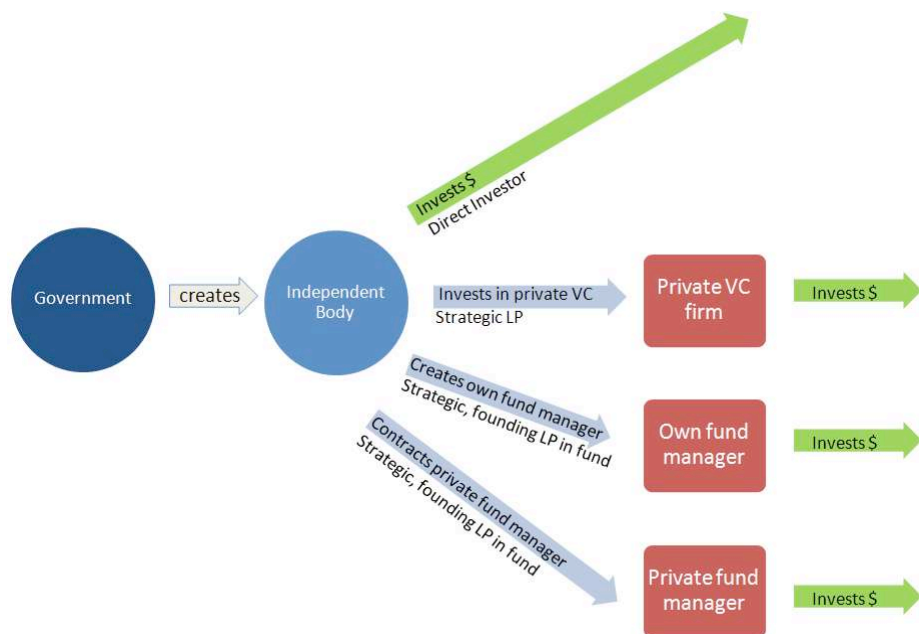 Invests $
Direct Investor
Government
creates
Independent
Body
Invests in private VC
Strategic LP
Private VC
firm
Invests $
Creates own fund manager
Strategic, founding LP in fund
Own fund
manager
Invests $
Contracts private fund manager
Strategic, founding LP in fund
Private fund
manager
Invests $